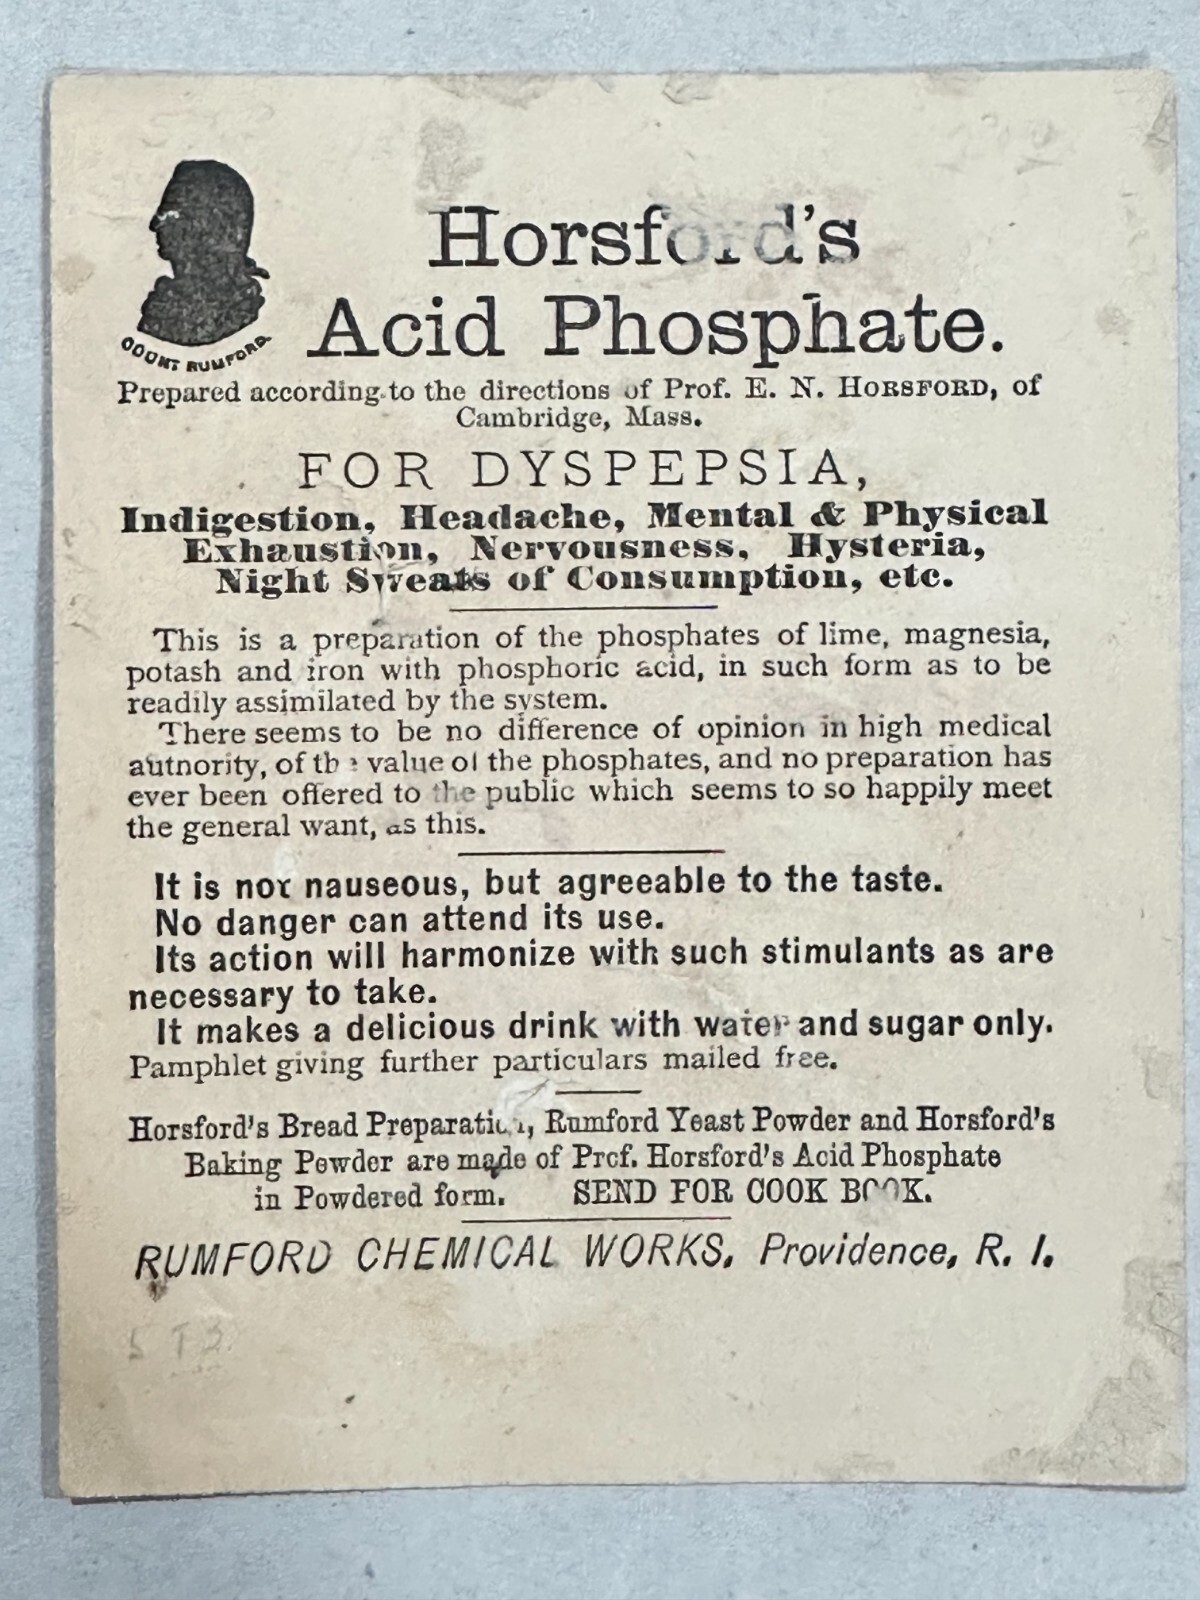 Horsford's
Acid Phosphate.
COUNT RUMFORD.
Prepared according to the directions of Prof. E. N. HORSFORD, of
Cambridge, Mass.
FOR DYSPEPSIA,
Indigestion, Headache, Mental & Physical
Exhaustion, Nervousness, Hysteria,
Night Sweats of Consumption, etc.
This is a preparation of the phosphates of lime, magnesia,
potash and iron with phosphoric acid, in such form as to be
readily assimilated by the system.
There seems to be no difference of opinion in high medical
authority, of the value of the phosphates, and no preparation has
ever been offered to the public which seems to so happily meet
the general want, as this.
It is not nauseous, but agreeable to the taste.
No danger can attend its use.
Its action will harmonize with such stimulants as are
necessary to take.
It makes a delicious drink with water and sugar only.
Pamphlet giving further particulars mailed free.
Horsford's Bread Preparation, Rumford Yeast Powder and Horsford's
Baking Powder are made of Prof. Horsford's Acid Phosphate
in Powdered form. SEND FOR COOK BOOK.
RUMFORD CHEMICAL WORKS, Providence, R. I.